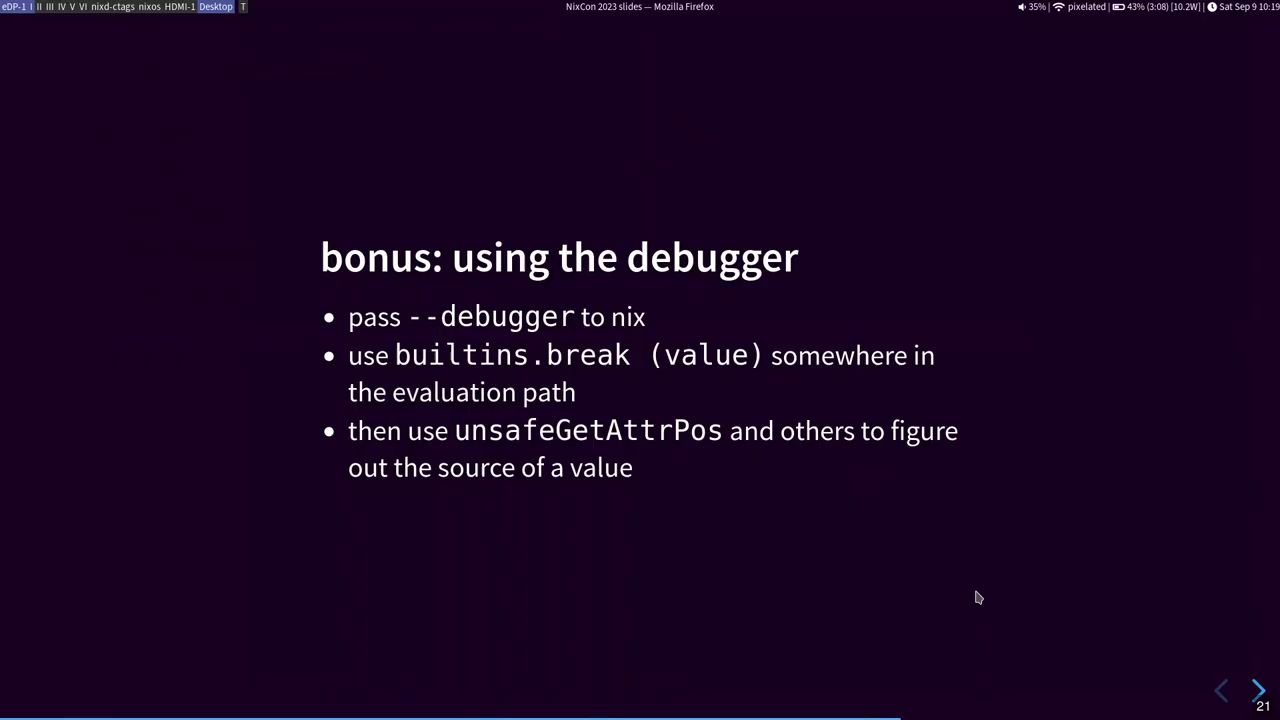 eDP-1 I II III IV V VI nixd-ctags nixos HDMI-1 Desktop T
NixCon 2023 slides — Mozilla Firefox
35% | pixelated | 43% (3:08) [10.2W] | Sat Sep 9 10:19
bonus: using the debugger
• pass --debugger to nix
• use builtins.break (value) somewhere in
the evaluation path
• then use unsafeGetAttrPos and others to figure
out the source of a value
21